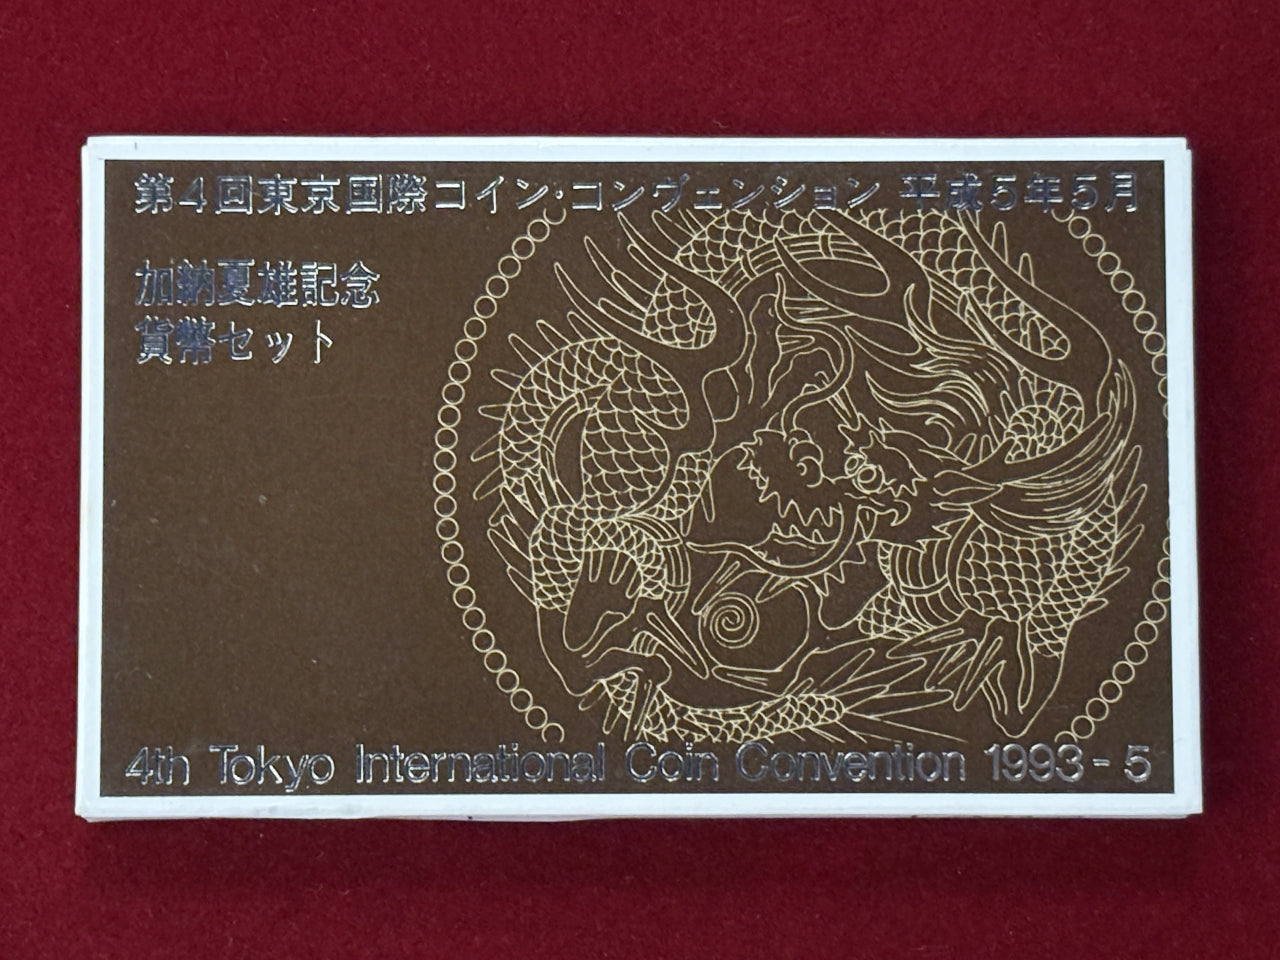 第4回東京国際コイン·コンヴェンション 平成5年5月
加納夏雄記念
貨幣セット
4th Tokyo International Coin Convention 1993-5